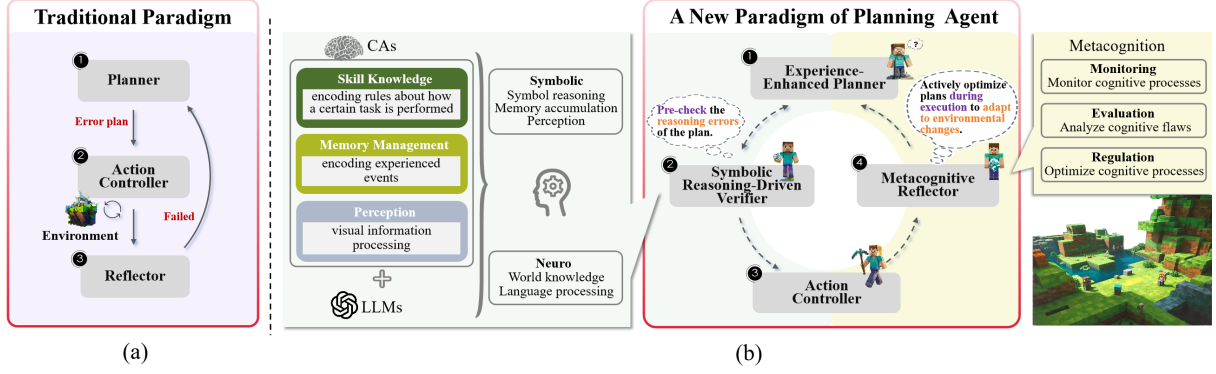 Traditional Paradigm
1
Planner
Error plan
2
Action
Controller
Environment
Failed
3
Reflector
(a)
CAs
Skill Knowledge
encoding rules about how
a certain task is performed
Memory Management
encoding experienced
events
Perception
visual information
processing
LLMs
Symbolic
Symbol reasoning
Memory accumulation
Perception
Neuro
World knowledge
Language processing
A New Paradigm of Planning Agent
1
Experience-
Enhanced Planner
?
Pre-check the
reasoning errors
of the plan.
2
Symbolic
Reasoning-Driven
Verifier
3
Action
Controller
Actively optimize
plans during
execution to adapt
to environmental
changes.
4
Metacognitive
Reflector
Metacognition
Monitoring
Monitor cognitive processes
Evaluation
Analyze cognitive flaws
Regulation
Optimize cognitive processes
(b)